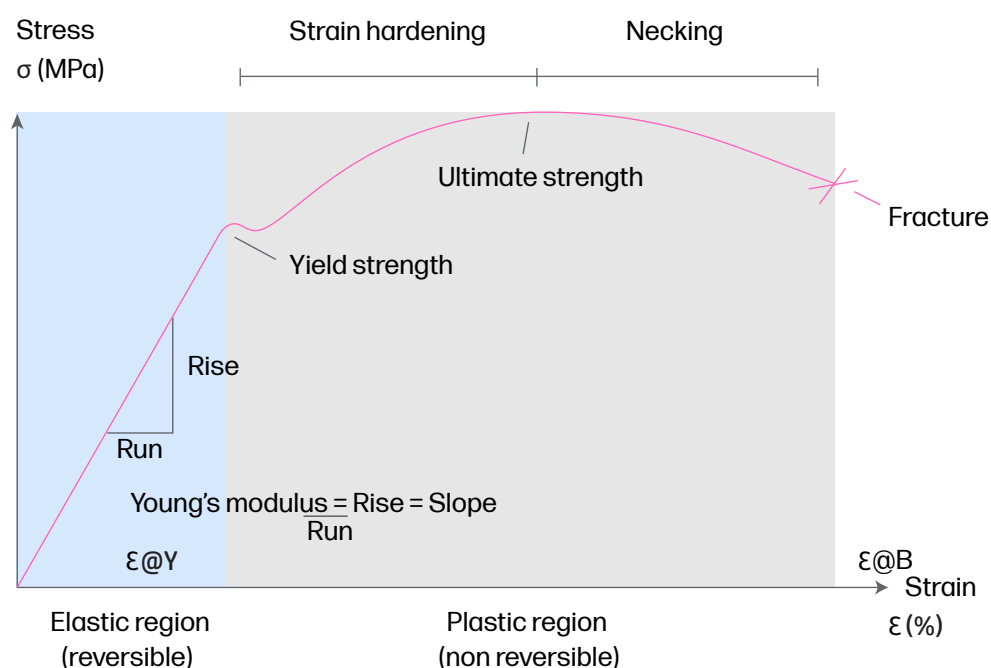 Stress
σ (MPa)
Strain hardening
Necking
Ultimate strength
Fracture
Yield strength
Rise
Run
Young's modulus = Rise = Slope
Run
Ɛ@Y
Ɛ@B
Strain
Ɛ (%)
Elastic region
(reversible)
Plastic region
(non reversible)